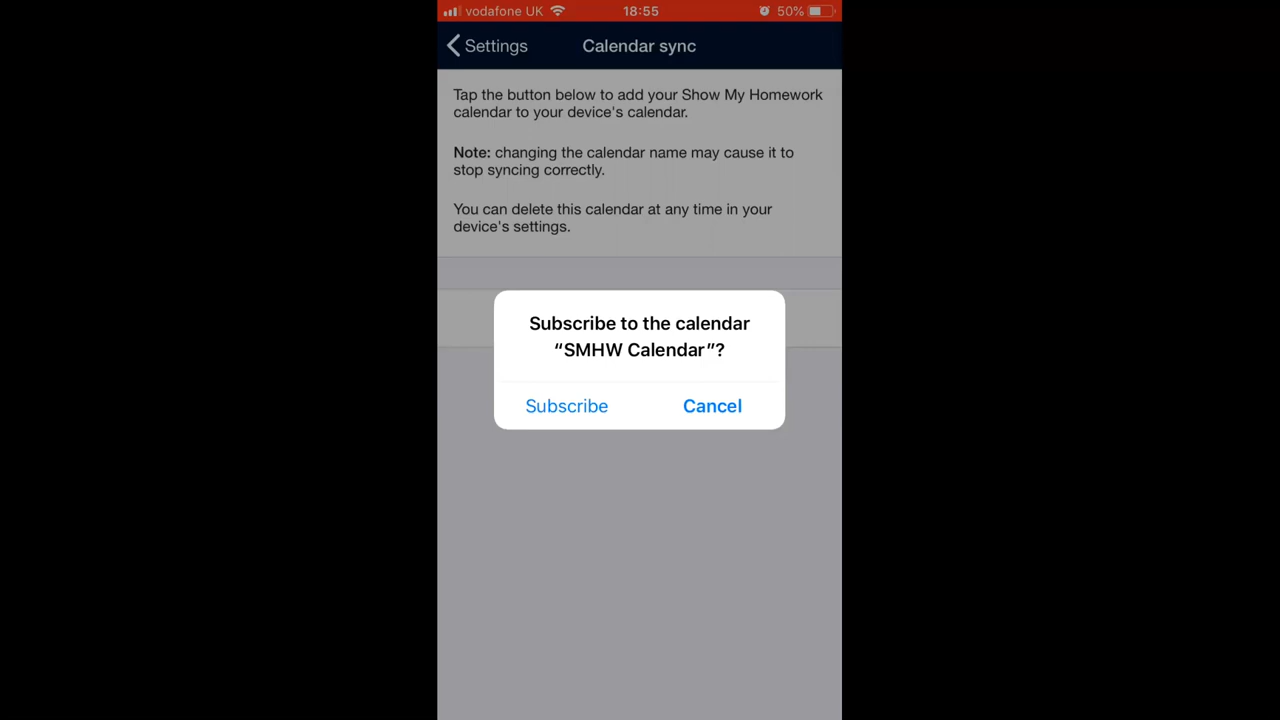 vodafone UK 18:55 50%
Settings Calendar sync
Tap the button below to add your Show My Homework
calendar to your device's calendar.
Note: changing the calendar name may cause it to
stop syncing correctly.
You can delete this calendar at any time in your
device's settings.
Subscribe to the calendar
“SMHW Calendar”?
Subscribe Cancel